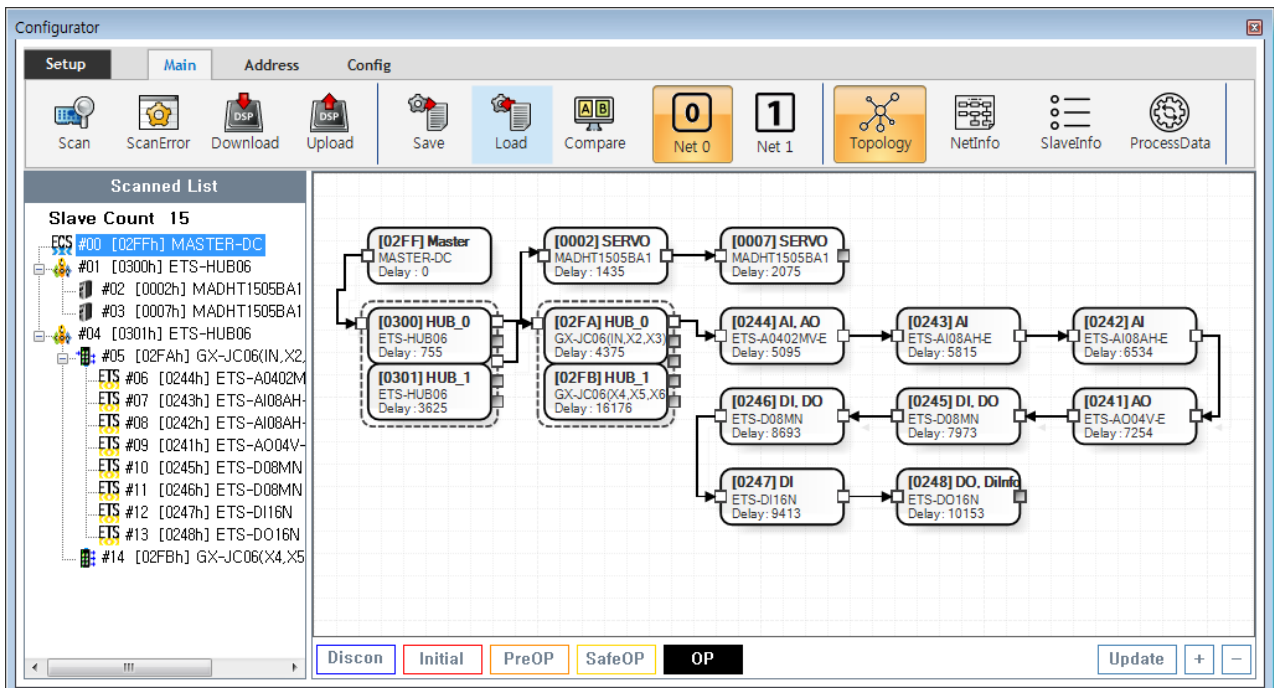 Configurator
Setup Main Address Config
Scan ScanError Download Upload Save Load Compare Net 0 Net 1 Topology NetInfo SlaveInfo ProcessData
DSP DSP A B 0 1
Scanned List
Slave Count 15
ECS #00 [02FFh] MASTER-DC
#01 [0300h] ETS-HUB06
#02 [0002h] MADHT1505BA1
#03 [0007h] MADHT1505BA1
#04 [0301h] ETS-HUB06
#05 [02FAh] GX-JC06(IN,X2,
ETS #06 [0244h] ETS-A0402M
ETS #07 [0243h] ETS-AI08AH-
ETS #08 [0242h] ETS-AI08AH-
ETS #09 [0241h] ETS-AO04V-
ETS #10 [0245h] ETS-D08MN
ETS #11 [0246h] ETS-D08MN
ETS #12 [0247h] ETS-DI16N
ETS #13 [0248h] ETS-DO16N
#14 [02FBh] GX-JC06(X4,X5
[02FF] Master
MASTER-DC
Delay : 0
[0002] SERVO
MADHT1505BA1
Delay : 1435
[0007] SERVO
MADHT1505BA1
Delay : 2075
[0300] HUB_0
ETS-HUB06
Delay : 755
[0301] HUB_1
ETS-HUB06
Delay : 3625
[02FA] HUB_0
GX-JC06(IN,X2,X3)
Delay : 4375
[02FB] HUB_1
GX-JC06(X4,X5,X6
Delay : 16176
[0244] AI, AO
ETS-A0402MV-E
Delay : 5095
[0243] AI
ETS-AI08AH-E
Delay : 5815
[0242] AI
ETS-AI08AH-E
Delay : 6534
[0246] DI, DO
ETS-D08MN
Delay : 8693
[0245] DI, DO
ETS-D08MN
Delay : 7973
[0241] AO
ETS-AO04V-E
Delay : 7254
[0247] DI
ETS-DI16N
Delay : 9413
[0248] DO, DiInfo
ETS-DO16N
Delay : 10153
Discon Initial PreOP SafeOP OP Update + −